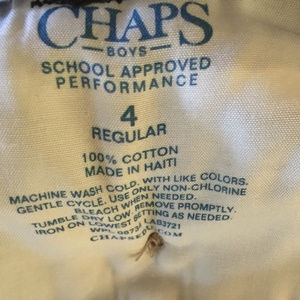 CHAPS
BOYS
SCHOOL APPROVED
PERFORMANCE
4
REGULAR
100% COTTON
MADE IN HAITI
MACHINE WASH COLD, WITH LIKE COLORS.
GENTLE CYCLE. USE ONLY NON-CHLORINE
BLEACH WHEN NEEDED.
TUMBLE DRY LOW. REMOVE PROMPTLY.
IRON ON LOWEST SETTING AS NEEDED.